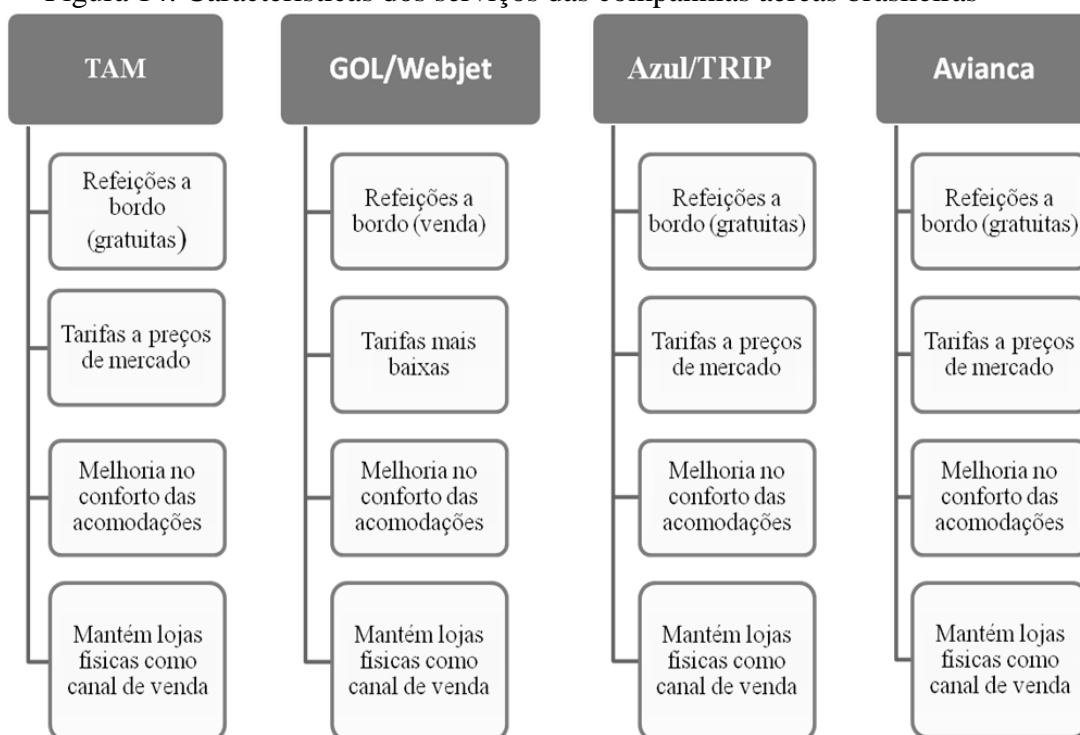 Figura 14: Características dos serviços das companhias aéreas brasileiras
TAM
Refeições a
bordo
(gratuitas)
Tarifas a preços
de mercado
Melhoria no
conforto das
acomodações
Mantém lojas
físicas como
canal de venda
GOL/Webjet
Refeições a
bordo (venda)
Tarifas mais
baixas
Melhoria no
conforto das
acomodações
Mantém lojas
físicas como
canal de venda
Azul/TRIP
Refeições a
bordo (gratuitas)
Tarifas a preços
de mercado
Melhoria no
conforto das
acomodações
Mantém lojas
físicas como
canal de venda
Avianca
Refeições a
bordo (gratuitas)
Tarifas a preços
de mercado
Melhoria no
conforto das
acomodações
Mantém lojas
físicas como
canal de venda